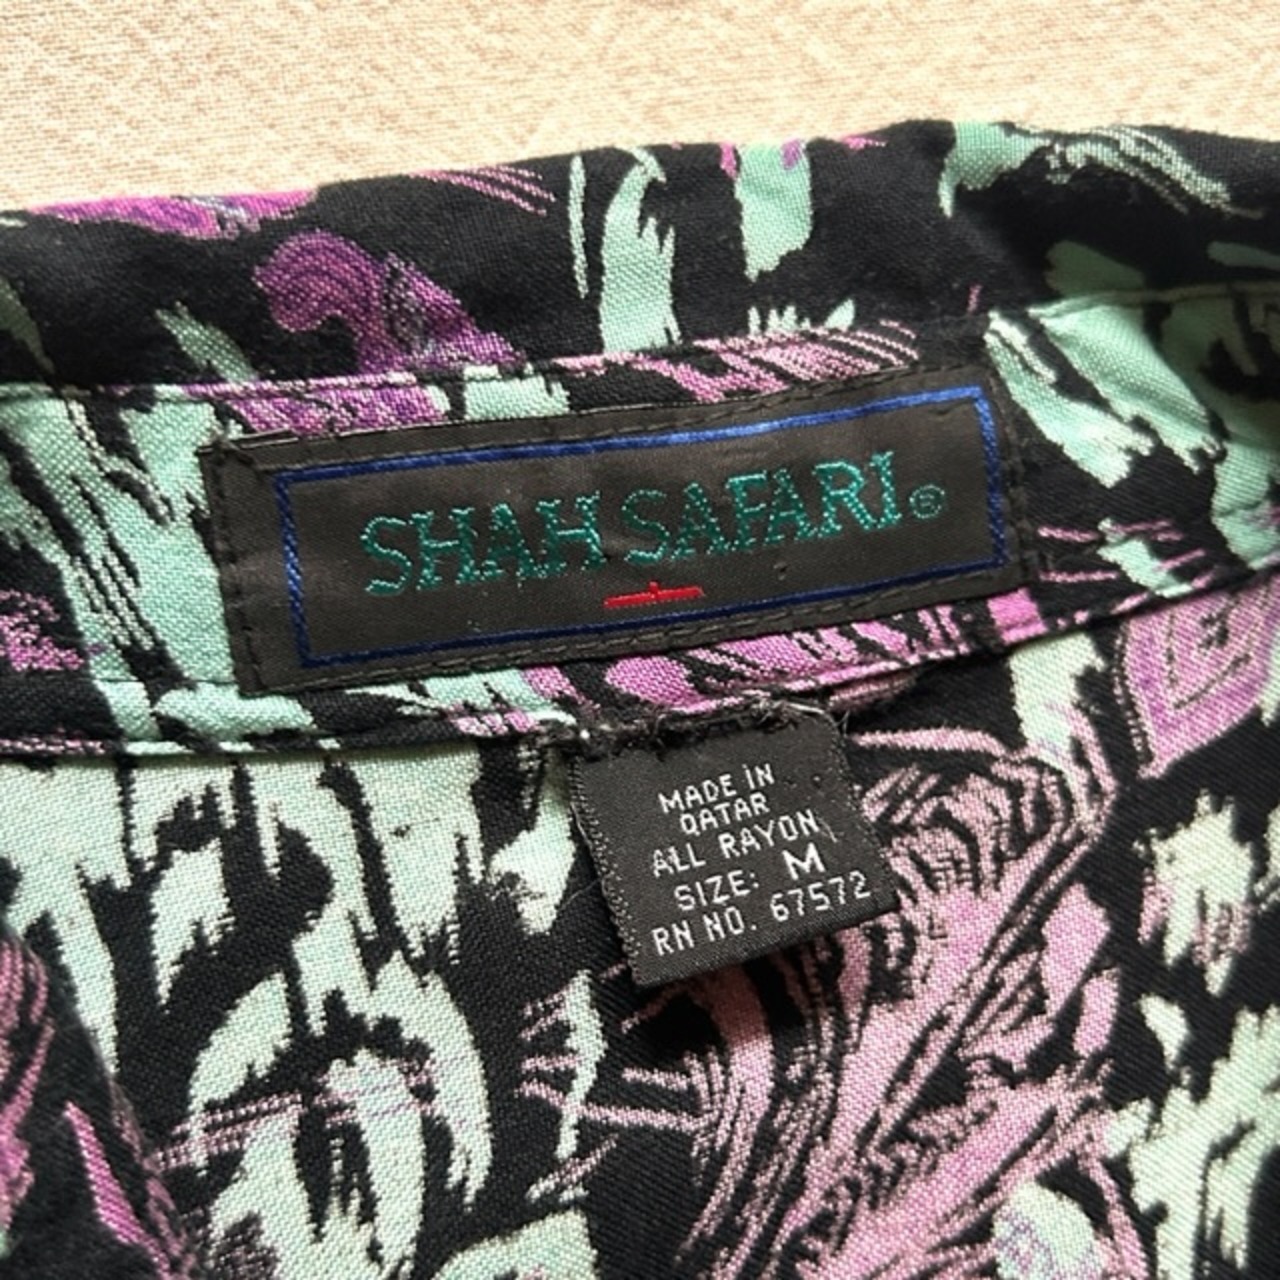 SHAH SAFARI®
MADE IN
QATAR
ALL RAYON
SIZE: M
RN NO. 67572